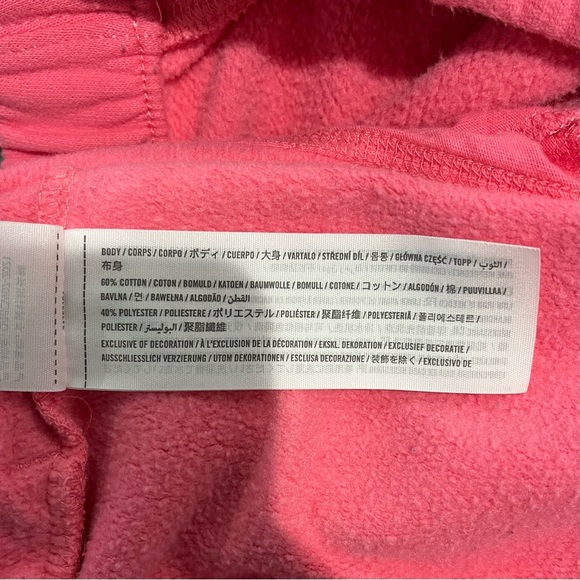 BODY / CORPS / CORPO / ボディ / CUERPO / 大身 / VARTALO / STŘEDNÍ DÍL / 몸통 / GŁÓWNA CZĘŚĆ / TOPP / الثوب /
布身
60% COTTON / COTON / BOMULD / KATOEN / BAUMWOLLE / BOMULL / COTONE / コットン / ALGODÓN / 棉 / PUUVILLAA /
BAVLNA / 면 / BAWEŁNA / ALGODÃO / القطن
40% POLYESTER / POLIESTERE / ポリエステル / POLIÉSTER / 聚酯纤维 / POLYESTERIÄ / 폴리에스테르 /
POLIESTER / البوليستر / 聚脂纖維
EXCLUSIVE OF DECORATION / À L'EXCLUSION DE LA DÉCORATION / EKSKL. DEKORATION / EXCLUSIEF DECORATIE /
AUSSCHLIESSLICH VERZIERUNG / UTOM DEKORATIONEN / ESCLUSA DECORAZIONE / 装飾を除く / EXCLUSIVO DE